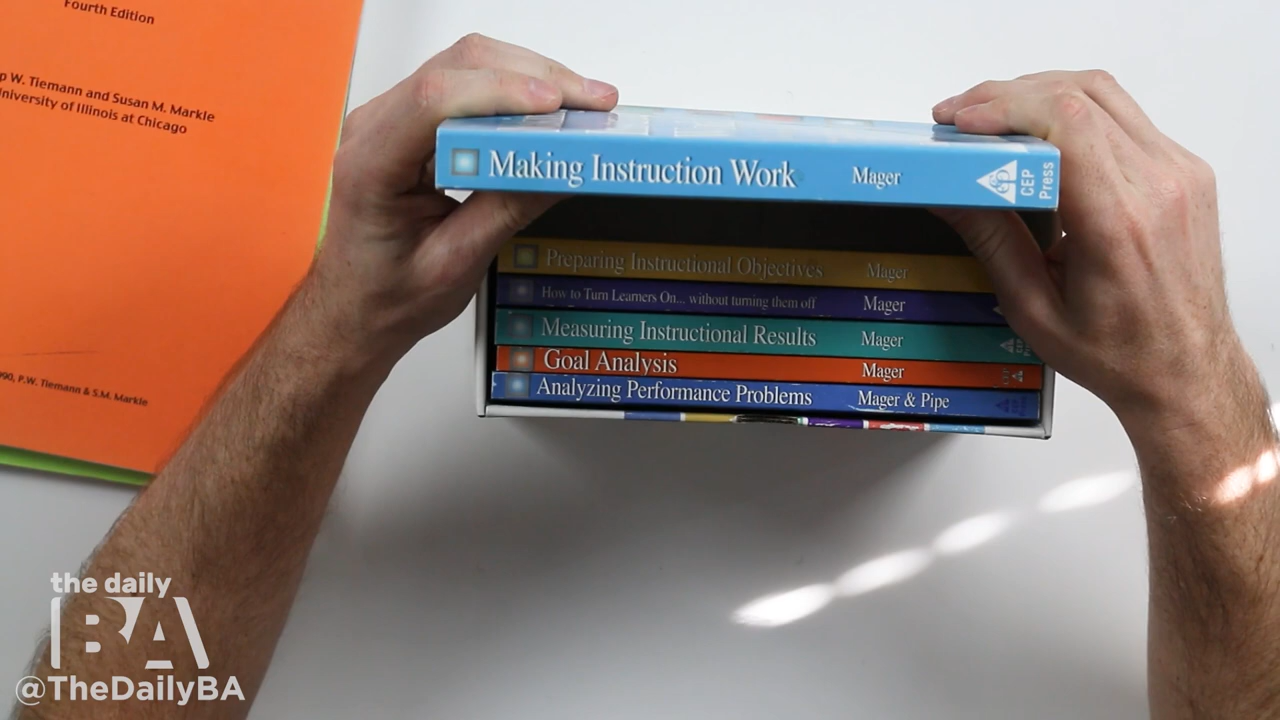 Fourth Edition
W. Tiemann and Susan M. Markle
University of Illinois at Chicago
P.W. Tiemann & S.M. Markle
Making Instruction Work Mager CEP Press
Preparing Instructional Objectives Mager
How to Turn Learners On... without turning them off Mager
Measuring Instructional Results Mager
Goal Analysis Mager
Analyzing Performance Problems Mager & Pipe
the daily
BA
@TheDailyBA